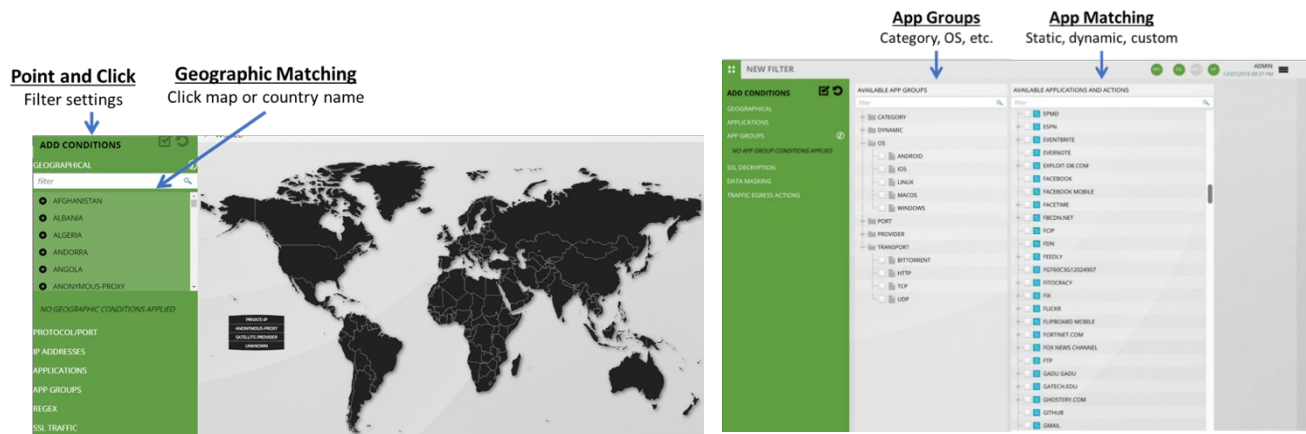 Point and Click
Filter settings
Geographic Matching
Click map or country name
ADD CONDITIONS
GEOGRAPHICAL
filter
AFGHANISTAN
ALBANIA
ALGERIA
ANDORRA
ANGOLA
ANONYMOUS-PROXY
NO GEOGRAPHIC CONDITIONS APPLIED
PROTOCOL/PORT
IP ADDRESSES
APPLICATIONS
APP GROUPS
REGEX
SSL TRAFFIC
PRIVATE-IP
ANONYMOUS-PROXY
SATELLITE-PROVIDER
UNKNOWN
App Groups
Category, OS, etc.
App Matching
Static, dynamic, custom
NEW FILTER
ADMIN
12/07/2015 09:57 PM
ADD CONDITIONS
GEOGRAPHICAL
APPLICATIONS
APP GROUPS
NO APP GROUP CONDITIONS APPLIED
SSL DECRYPTION
DATA MASKING
TRAFFIC EGRESS ACTIONS
AVAILABLE APP GROUPS
filter
CATEGORY
DYNAMIC
OS
ANDROID
IOS
LINUX
MACOS
WINDOWS
PORT
PROVIDER
TRANSPORT
BITTORRENT
HTTP
TCP
UDP
AVAILABLE APPLICATIONS AND ACTIONS
filter
EPMD
ESPN
EVENTBRITE
EVERNOTE
EXPLOIT-DB.COM
FACEBOOK
FACEBOOK MOBILE
FACETIME
FBCDN.NET
FCIP
FDN
FEEDLY
FGT60C3G12024907
FITOCRACY
FIX
FLICKR
FLIPBOARD MOBILE
FORTINET.COM
FOX NEWS CHANNEL
FTP
GADU GADU
GATECH.EDU
GHOSTERY.COM
GITHUB
GMAIL